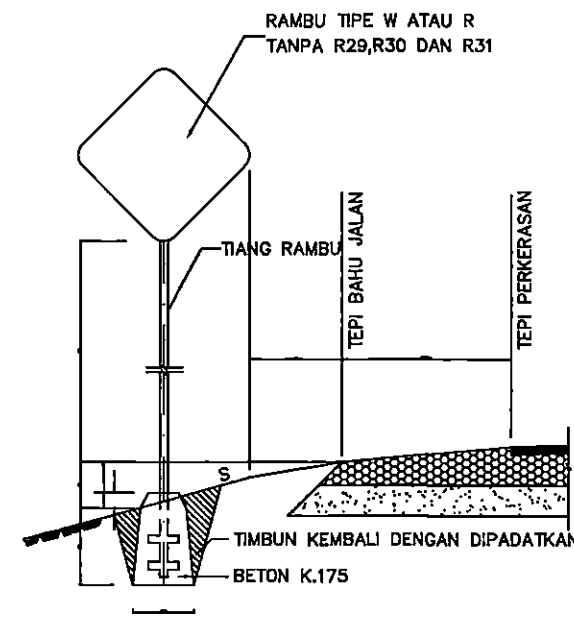 RAMBU TIPE W ATAU R
TANPA R29,R30 DAN R31
TIANG RAMBU
TEPI BAHU JALAN
TEPI PERKERASAN
S
TIMBUN KEMBALI DENGAN DIPADATKAN
BETON K.175